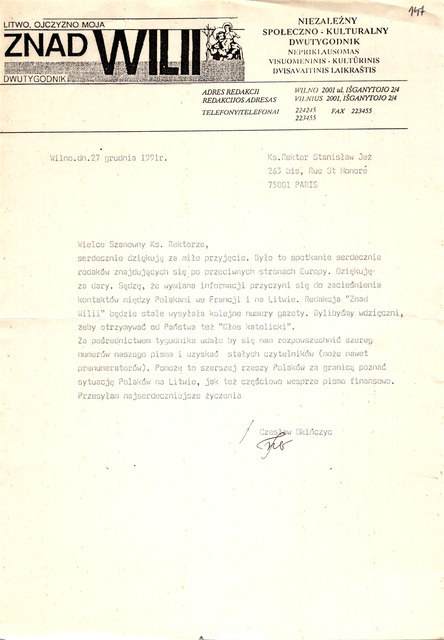 147
LITWO, OJCZYZNO MOJA
ZNAD WILII
DWUTYGODNIK
NIEZALEŻNY
SPOŁECZNO - KULTURALNY
DWUTYGODNIK
NEPRIKLAUSOMAS
VISUOMENINIS - KULTŪRINIS
DVISAVAITINIS LAIKRAŠTIS
ADRES REDAKCJI WILNO 2001 ul. IŠGANYTOJO 2/4
REDAKCIJOS ADRESAS VILNIUS 2001, IŠGANYTOJO 2/4
TELEFONY/TELEFONAI 224245 FAX 223455
223455
Wilno.dn.27 grudnia 1991r.
Ks.Rektor Stanisław Jeż
263 bis, Rue St Honoré
75001 PARIS
Wielce Szanowny Ks. Rektorze,
serdecznie dziękuję za miłe przyjęcie. Było to spotkanie serdecznie
rodaków znajdujących się po przeciwnych stronach Europy. Dziękuję-
za dary. Sądzę, że wymiana informacji przyczyni się do zacieśnienia
kontaktów między Polakami we Francji i na Litwie. Redakcja "Znad
Wilii" będzie stale wysyłała kolejne numery gazety. Bylibyśmy wdzięczni,
żeby otrzymywać od Państwa też "Głos katolicki".
Za pośrednictwem tygodnika udało by się nam rozpowszechnić szereg
numerów naszego pisma i uzyskać stałych czytelników (może nawet
prenumeratorów). Pomoże to szerszej rzeszy Polaków za granicą poznać
sytuację Polaków na Litwie, jak też częściowo wesprze pismo finansowo.
Przesyłam najserdeczniejsze życzenia
Czesław Okińczyc